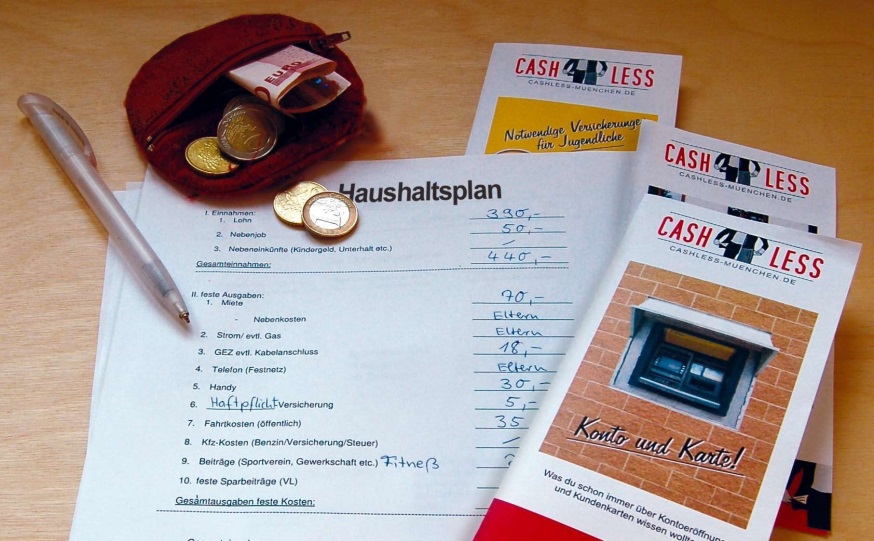 EURO
CASH LESS
CASHLESS-MUENCHEN.DE
Notwendige Versicherunge
für Jugendliche
CASH LESS
CASHLESS-MUENCHEN.DE
CASH LESS
CASHLESS-MUENCHEN.DE
Konto und Karte!
Was du schon immer über Kontoeröffnu
und Kundenkarten wissen wollte
Haushaltsplan
I. Einnahmen:
1. Lohn 390,-
2. Nebenjob 50,-
3. Nebeneinkünfte (Kindergeld, Unterhalt etc.) –
Gesamteinnahmen: 440,-
II. feste Ausgaben:
1. Miete 70,-
- Nebenkosten Eltern
2. Strom/ evtl. Gas Eltern
3. GEZ evtl. Kabelanschluss 18,-
4. Telefon (Festnetz) Eltern
5. Handy 30,-
6. Haftpflicht Versicherung 5,-
7. Fahrtkosten (öffentlich) 35
8. Kfz-Kosten (Benzin/Versicherung/Steuer) –
9. Beiträge (Sportverein, Gewerkschaft etc.) Fitneß
10. feste Sparbeiträge (VL)
Gesamtausgaben feste Kosten: